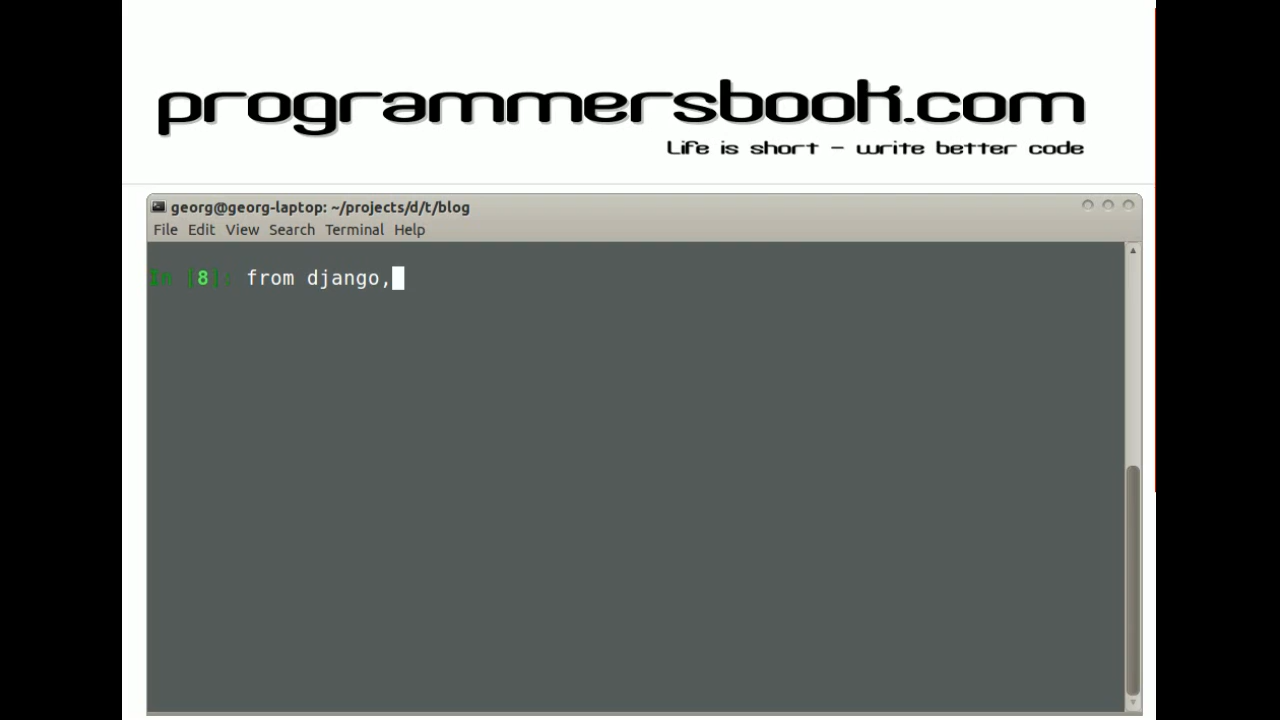 programmersbook.com
Life is short - write better code
georg@georg-laptop: ~/projects/d/t/blog
File Edit View Search Terminal Help
In [8]: from django,